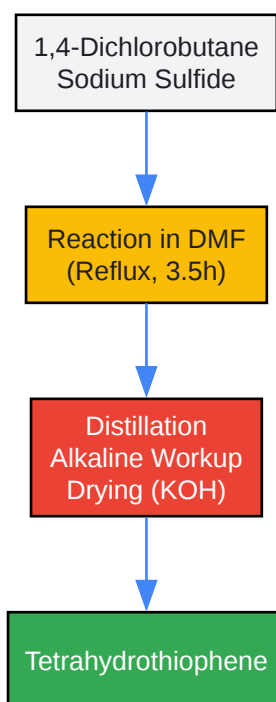 1,4-Dichlorobutane
Sodium Sulfide
Reaction in DMF
(Reflux, 3.5h)
Distillation
Alkaline Workup
Drying (KOH)
Tetrahydrothiophene